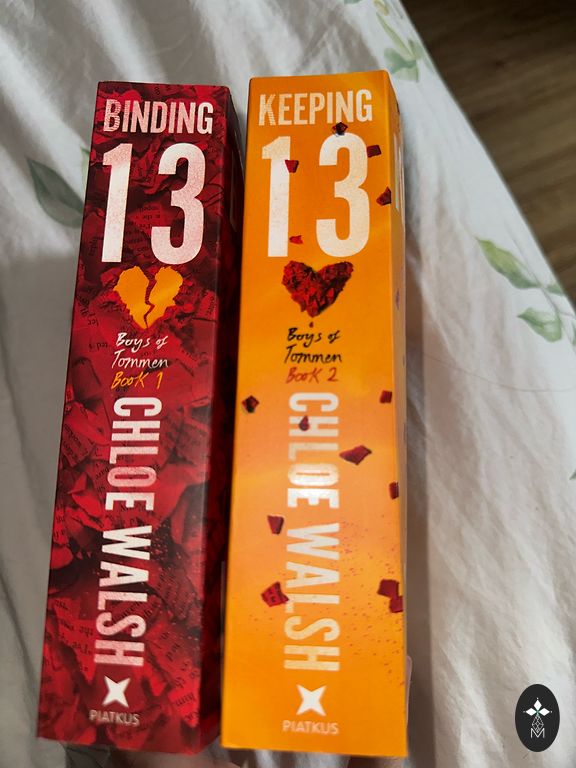 BINDING
13
Boys of
Tommen
Book 1
CHLOE WALSH
PIATKUS
KEEPING
13
Boys of
Tommen
Book 2
CHLOE WALSH
PIATKUS